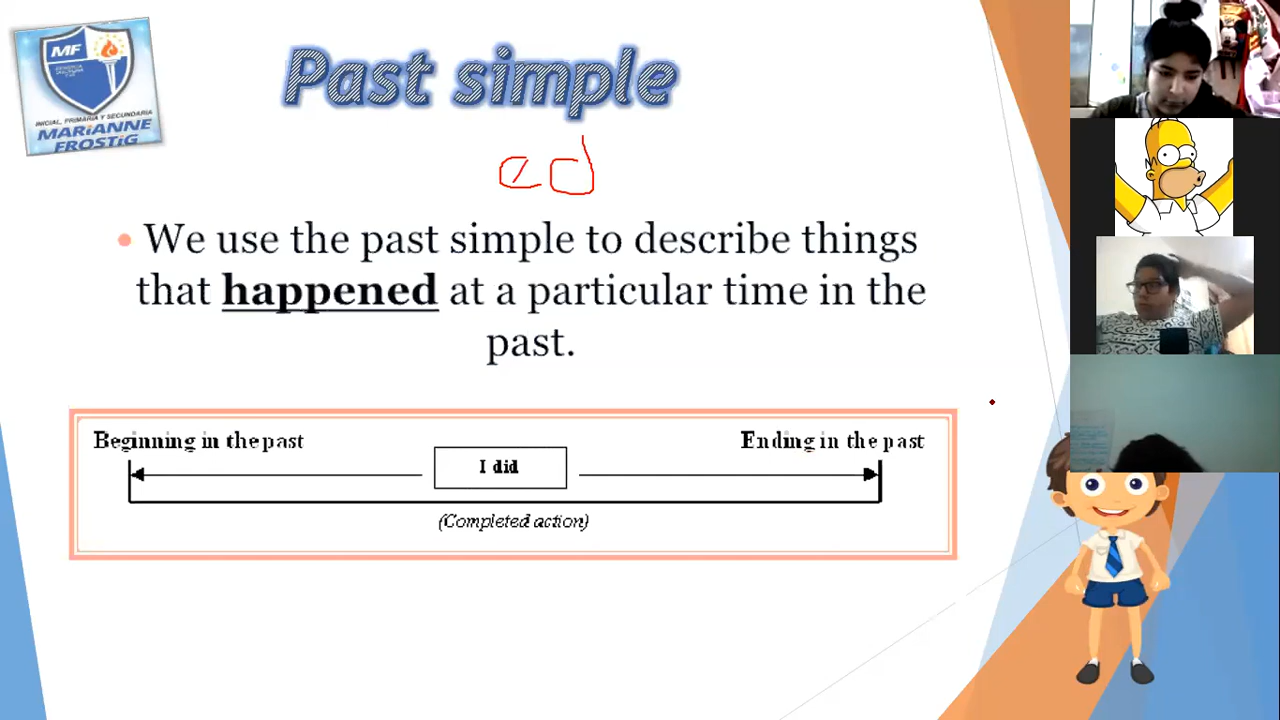 MF
INICIAL, PRIMARIA Y SECUNDARIA
MARiANNE
FROSTiG
Past simple
ed
• We use the past simple to describe things
that happened at a particular time in the
past.
Beginning in the past
I did
Ending in the past
(Completed action)